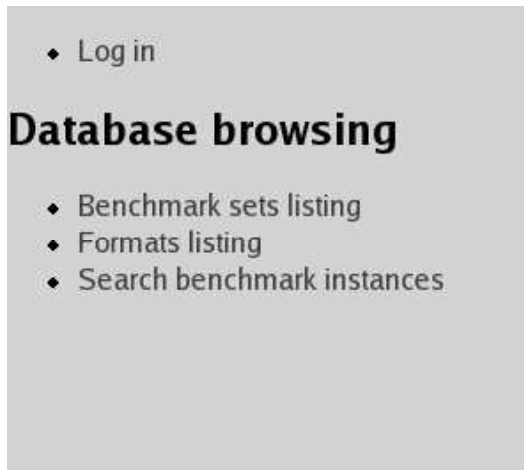 Log in
Database browsing
Benchmark sets listing
Formats listing
Search benchmark instances